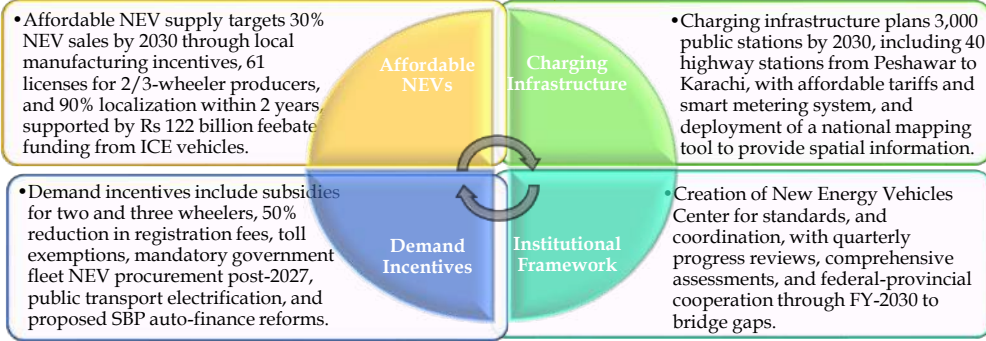 •Affordable NEV supply targets 30%
NEV sales by 2030 through local
manufacturing incentives, 61
licenses for 2/3-wheeler producers,
and 90% localization within 2 years,
supported by Rs 122 billion feebate
funding from ICE vehicles.
Affordable
NEVs
Charging
Infrastructure
•Charging infrastructure plans 3,000
public stations by 2030, including 40
highway stations from Peshawar to
Karachi, with affordable tariffs and
smart metering system, and
deployment of a national mapping
tool to provide spatial information.
•Demand incentives include subsidies
for two and three wheelers, 50%
reduction in registration fees, toll
exemptions, mandatory government
fleet NEV procurement post-2027,
public transport electrification, and
proposed SBP auto-finance reforms.
Demand
Incentives
Institutional
Framework
•Creation of New Energy Vehicles
Center for standards, and
coordination, with quarterly
progress reviews, comprehensive
assessments, and federal-provincial
cooperation through FY-2030 to
bridge gaps.